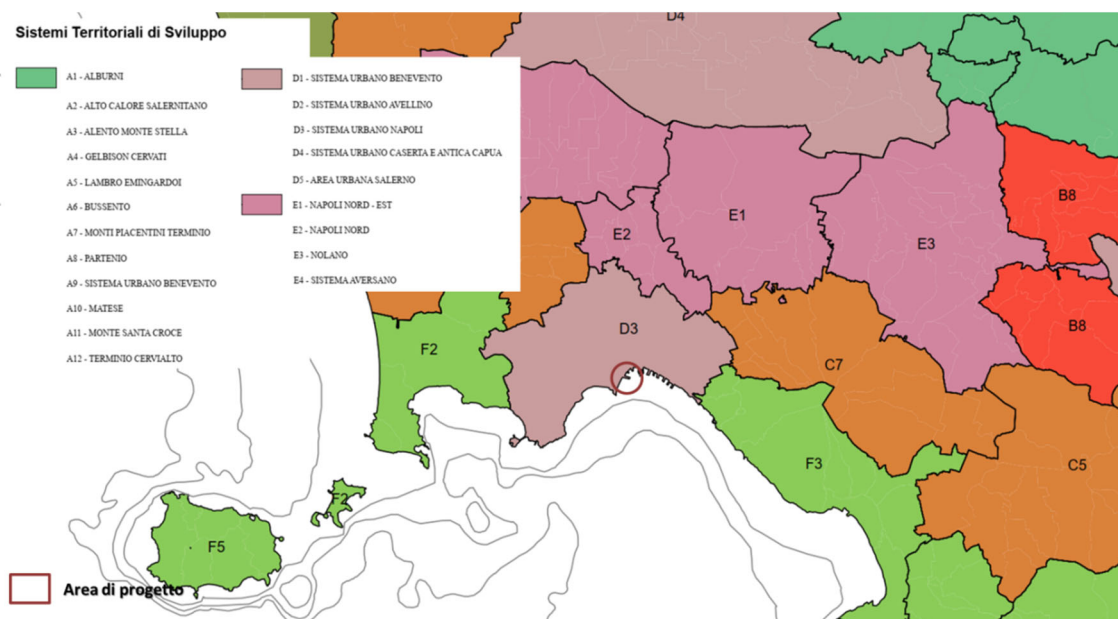 Sistemi Territoriali di Sviluppo
A1 - ALBURNI
A2 - ALTO CALORE SALERNITANO
A3 - ALENTO MONTE STELLA
A4 - GELBISON CERVATI
A5 - LAMBRO EMINGARDOI
A6 - BUSSENTO
A7 - MONTI PIACENTINI TERMINIO
A8 - PARTENIO
A9 - SISTEMA URBANO BENEVENTO
A10 - MATESE
A11 - MONTE SANTA CROCE
A12 - TERMINIO CERVIALTO
D1 - SISTEMA URBANO BENEVENTO
D2 - SISTEMA URBANO AVELLINO
D3 - SISTEMA URBANO NAPOLI
D4 - SISTEMA URBANO CASERTA E ANTICA CAPUA
D5 - AREA URBANA SALERNO
E1 - NAPOLI NORD - EST
E2 - NAPOLI NORD
E3 - NOLANO
E4 - SISTEMA AVERSANO
D4
B8
E1
E2
E3
B8
D3
F2
C7
F3
C5
F2
F5
Area di progetto